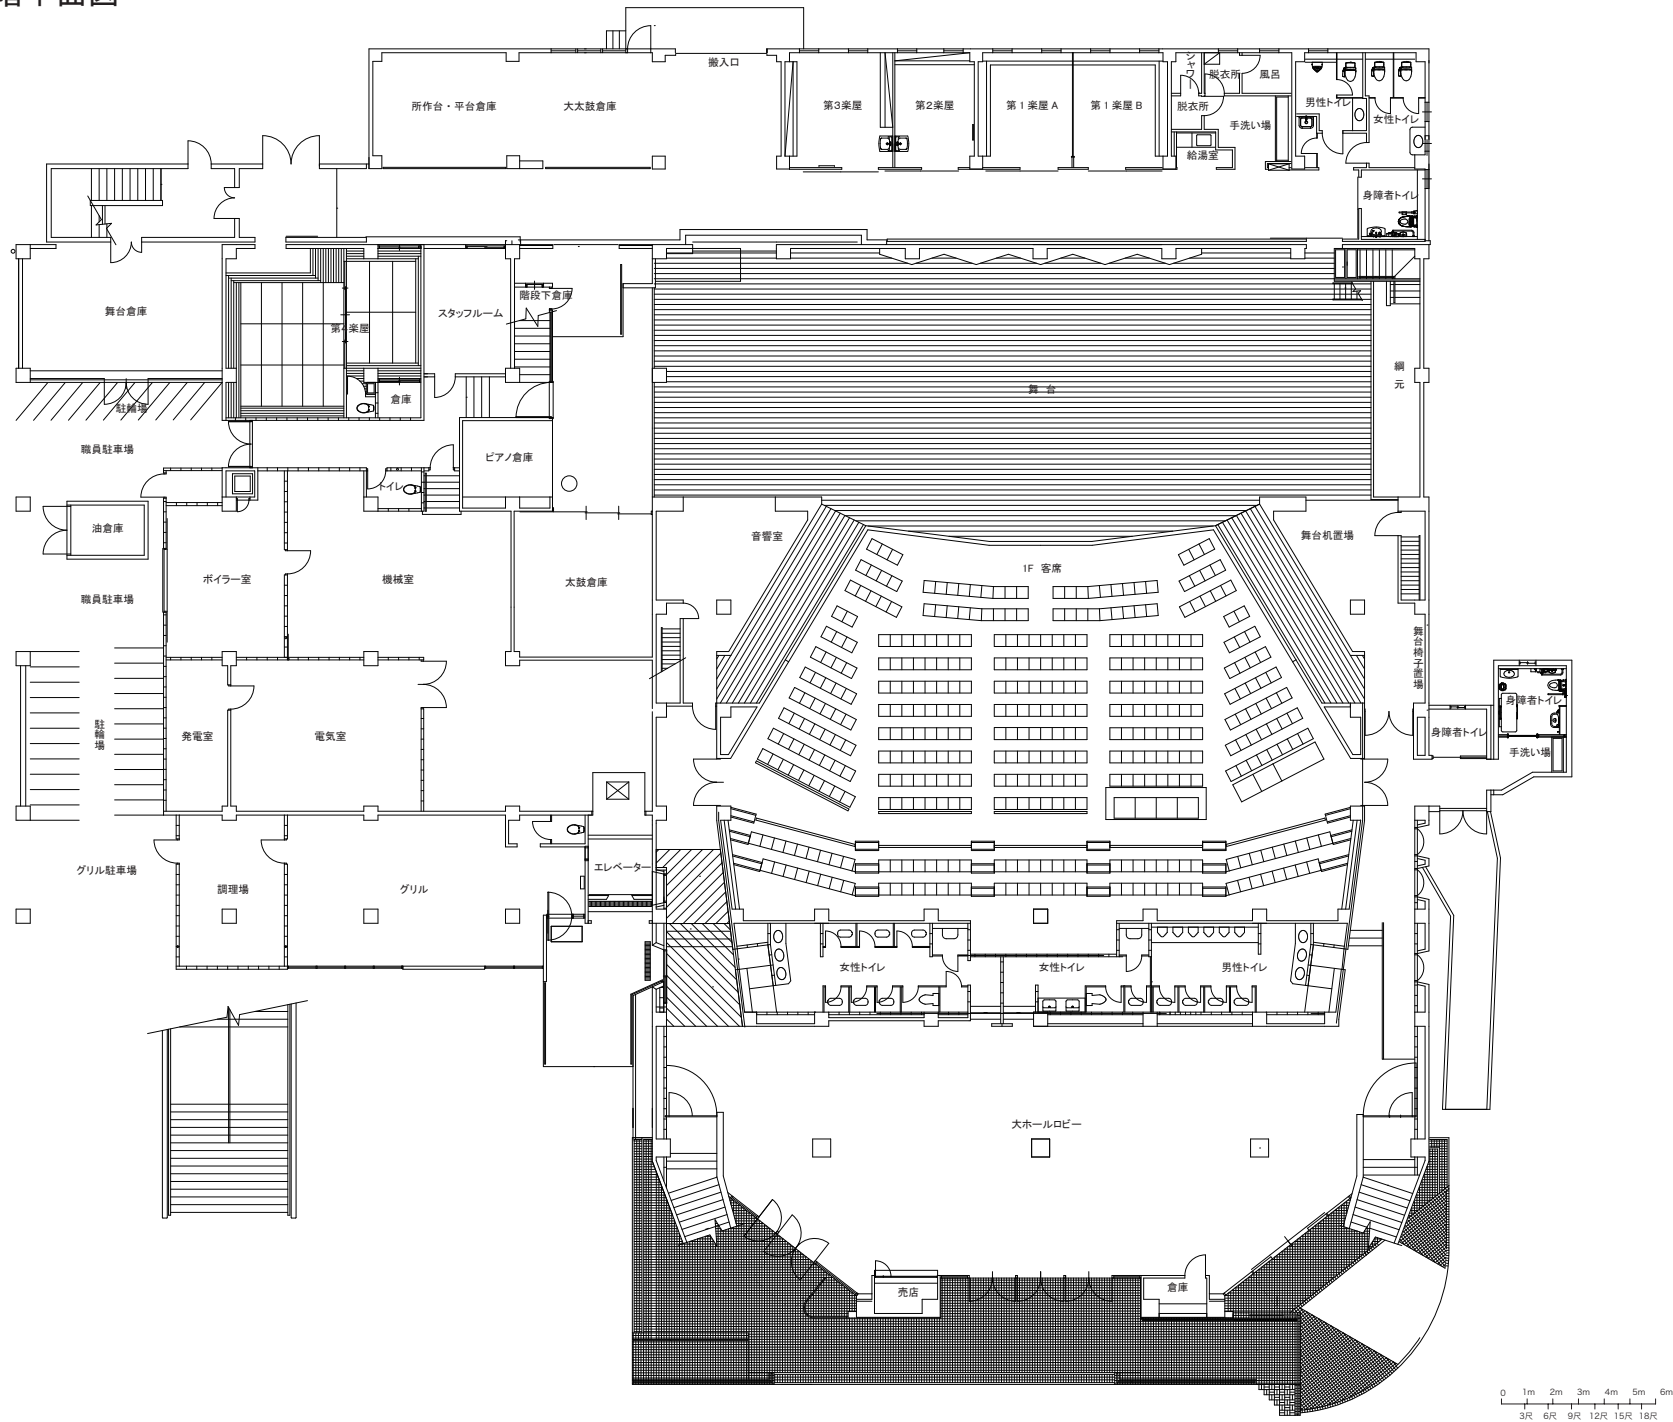 階平面図
搬入口
所作台・平台倉庫
大太鼓倉庫
第3楽屋
第2楽屋
第1楽屋A
第1楽屋B
シャワー
脱衣所
風呂
脱衣所
手洗い場
給湯室
男性トイレ
女性トイレ
身障者トイレ
舞台倉庫
第4楽屋
スタッフルーム
階段下倉庫
倉庫
舞 台
綱元
駐輪場
職員駐車場
ピアノ倉庫
トイレ
油倉庫
ボイラー室
機械室
太鼓倉庫
音響室
1F 客席
舞台机置場
職員駐車場
舞台椅子置場
駐輪場
発電室
電気室
身障者トイレ
身障者トイレ
手洗い場
グリル駐車場
調理場
グリル
エレベーター
女性トイレ
女性トイレ
男性トイレ
大ホールロビー
売店
倉庫
0 1m 2m 3m 4m 5m 6m
3尺 6尺 9尺 12尺 15尺 18尺